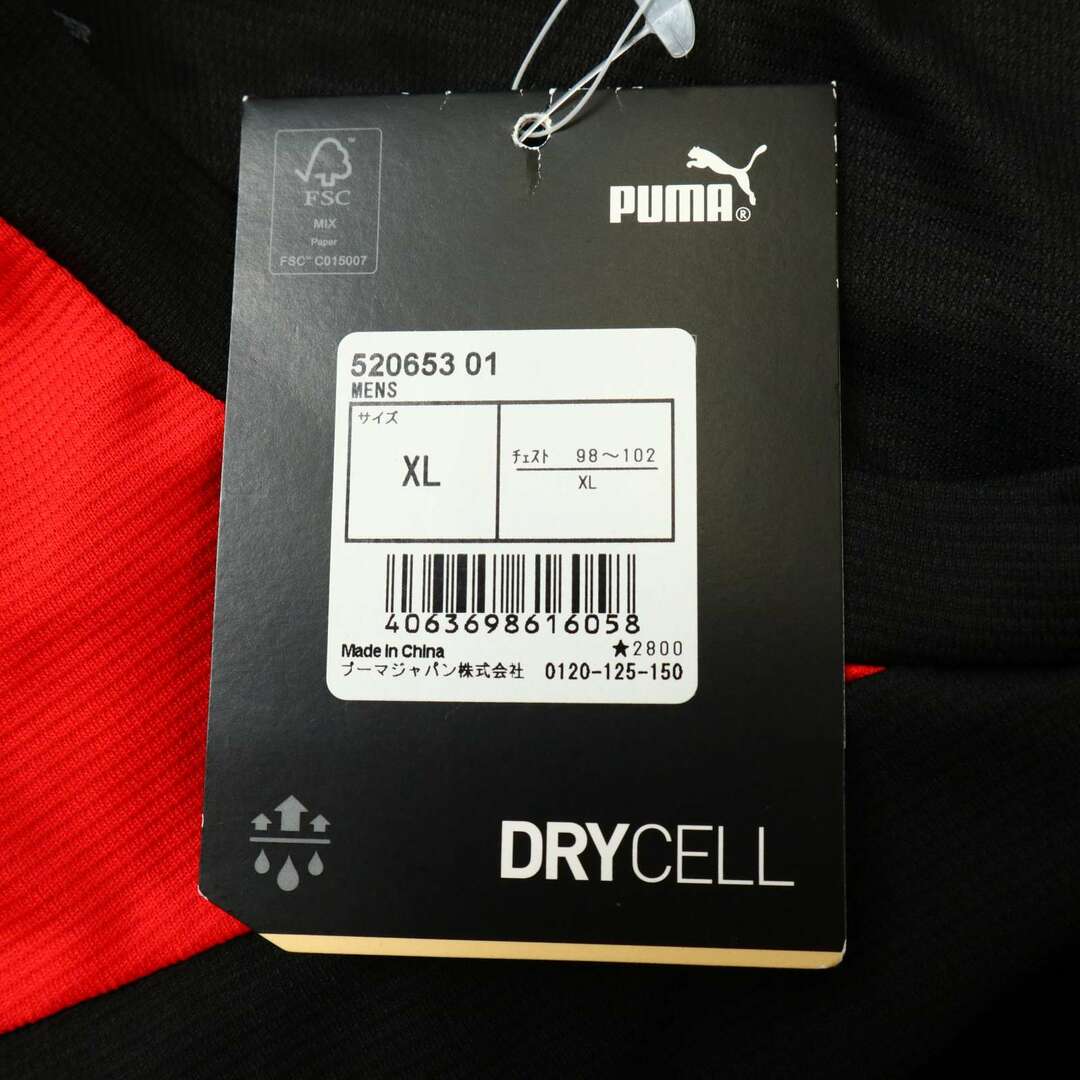 FSC
MIX
Paper
FSC™ C015007
PUMA®
520653 01
MENS
サイズ
XL
チェスト 98～102
XL
4063698616058
Made in China
★2800
プーマジャパン株式会社 0120-125-150
DRYCELL